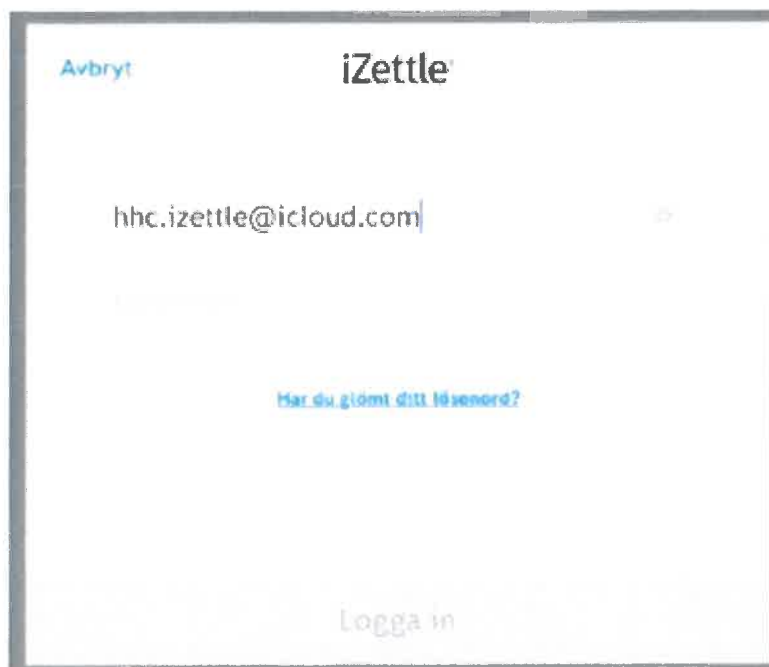 Avbryt
iZettle
hhc.izettle@icloud.com
Har du glömt ditt lösenord?
Logga in